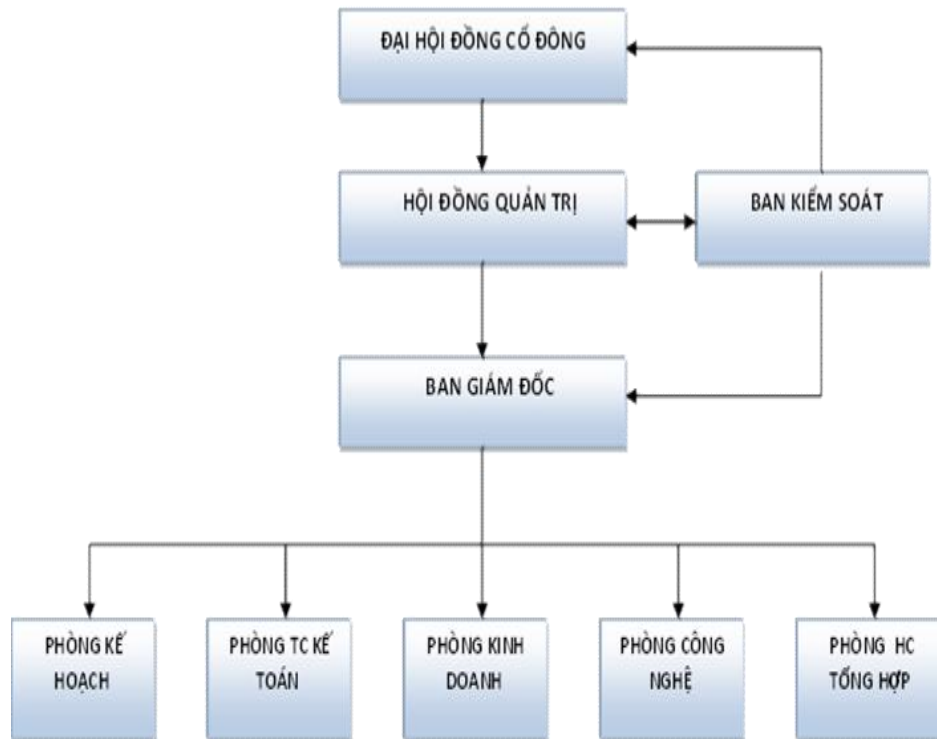 ĐẠI HỘI ĐỒNG CỔ ĐÔNG
HỘI ĐỒNG QUẢN TRỊ
BAN KIỂM SOÁT
BAN GIÁM ĐỐC
PHÒNG KẾ
HOẠCH
PHÒNG TC KẾ
TOÁN
PHÒNG KINH
DOANH
PHÒNG CÔNG
NGHỆ
PHÒNG HC
TỔNG HỢP